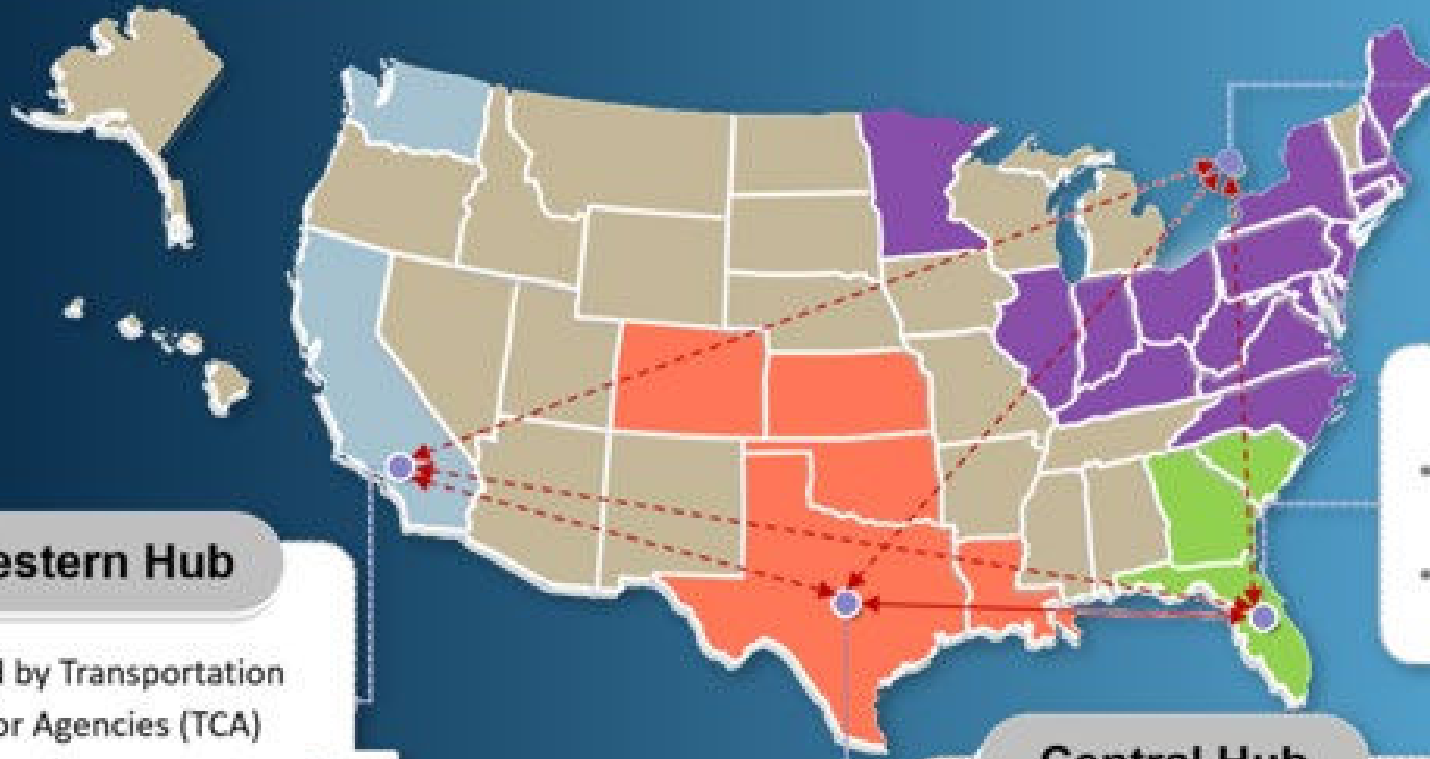 estern Hub
by Transportation
or Agencies (TCA)
Central Hub